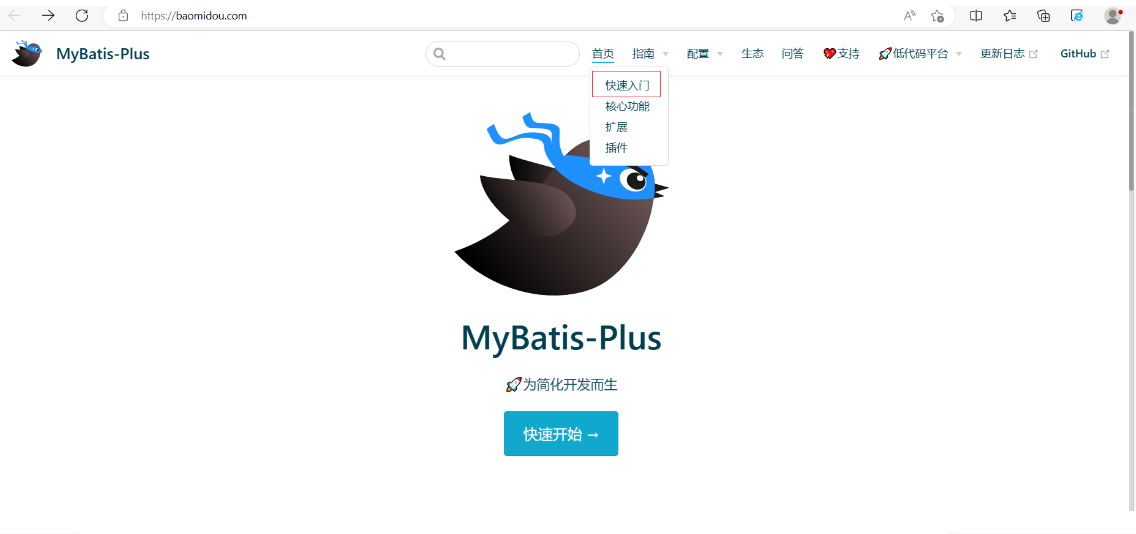 https://baomidou.com
MyBatis-Plus
首页 指南 配置 生态 问答 支持 低代码平台 更新日志 GitHub
快速入门
核心功能
扩展
插件
MyBatis-Plus
为简化开发而生
快速开始 →